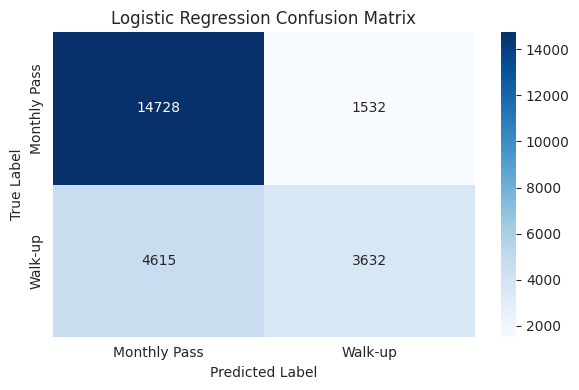 Logistic Regression Confusion Matrix
True Label
Monthly Pass
14728
1532
Walk-up
4615
3632
Monthly Pass
Walk-up
Predicted Label
14000
12000
10000
8000
6000
4000
2000